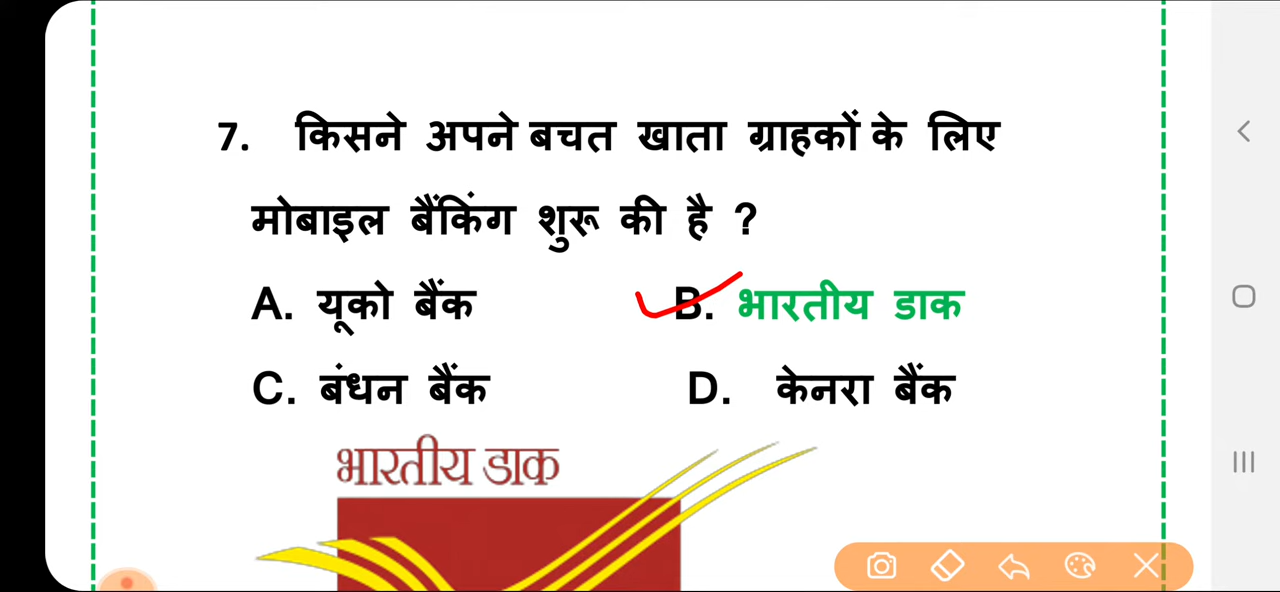 7. किसने अपने बचत खाता ग्राहकों के लिए
मोबाइल बैंकिंग शुरू की है ?
A. यूको बैंक B. भारतीय डाक
C. बंधन बैंक D. केनरा बैंक
भारतीय डाक